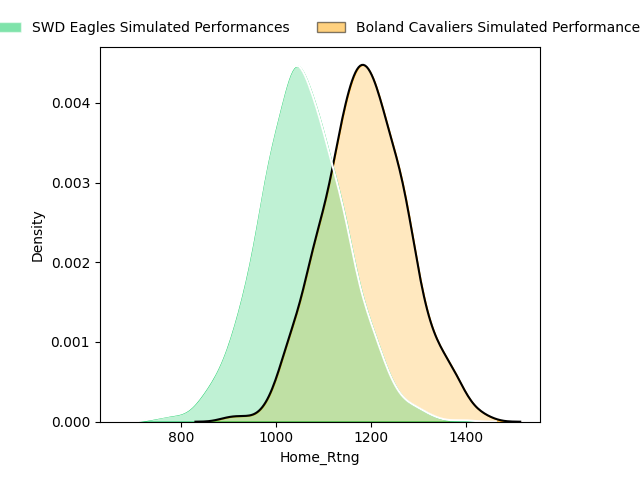 SWD Eagles Simulated Performances
Boland Cavaliers Simulated Performance
0.004
0.003
0.002
0.001
0.000
Density
800
1000
1200
1400
Home_Rtng